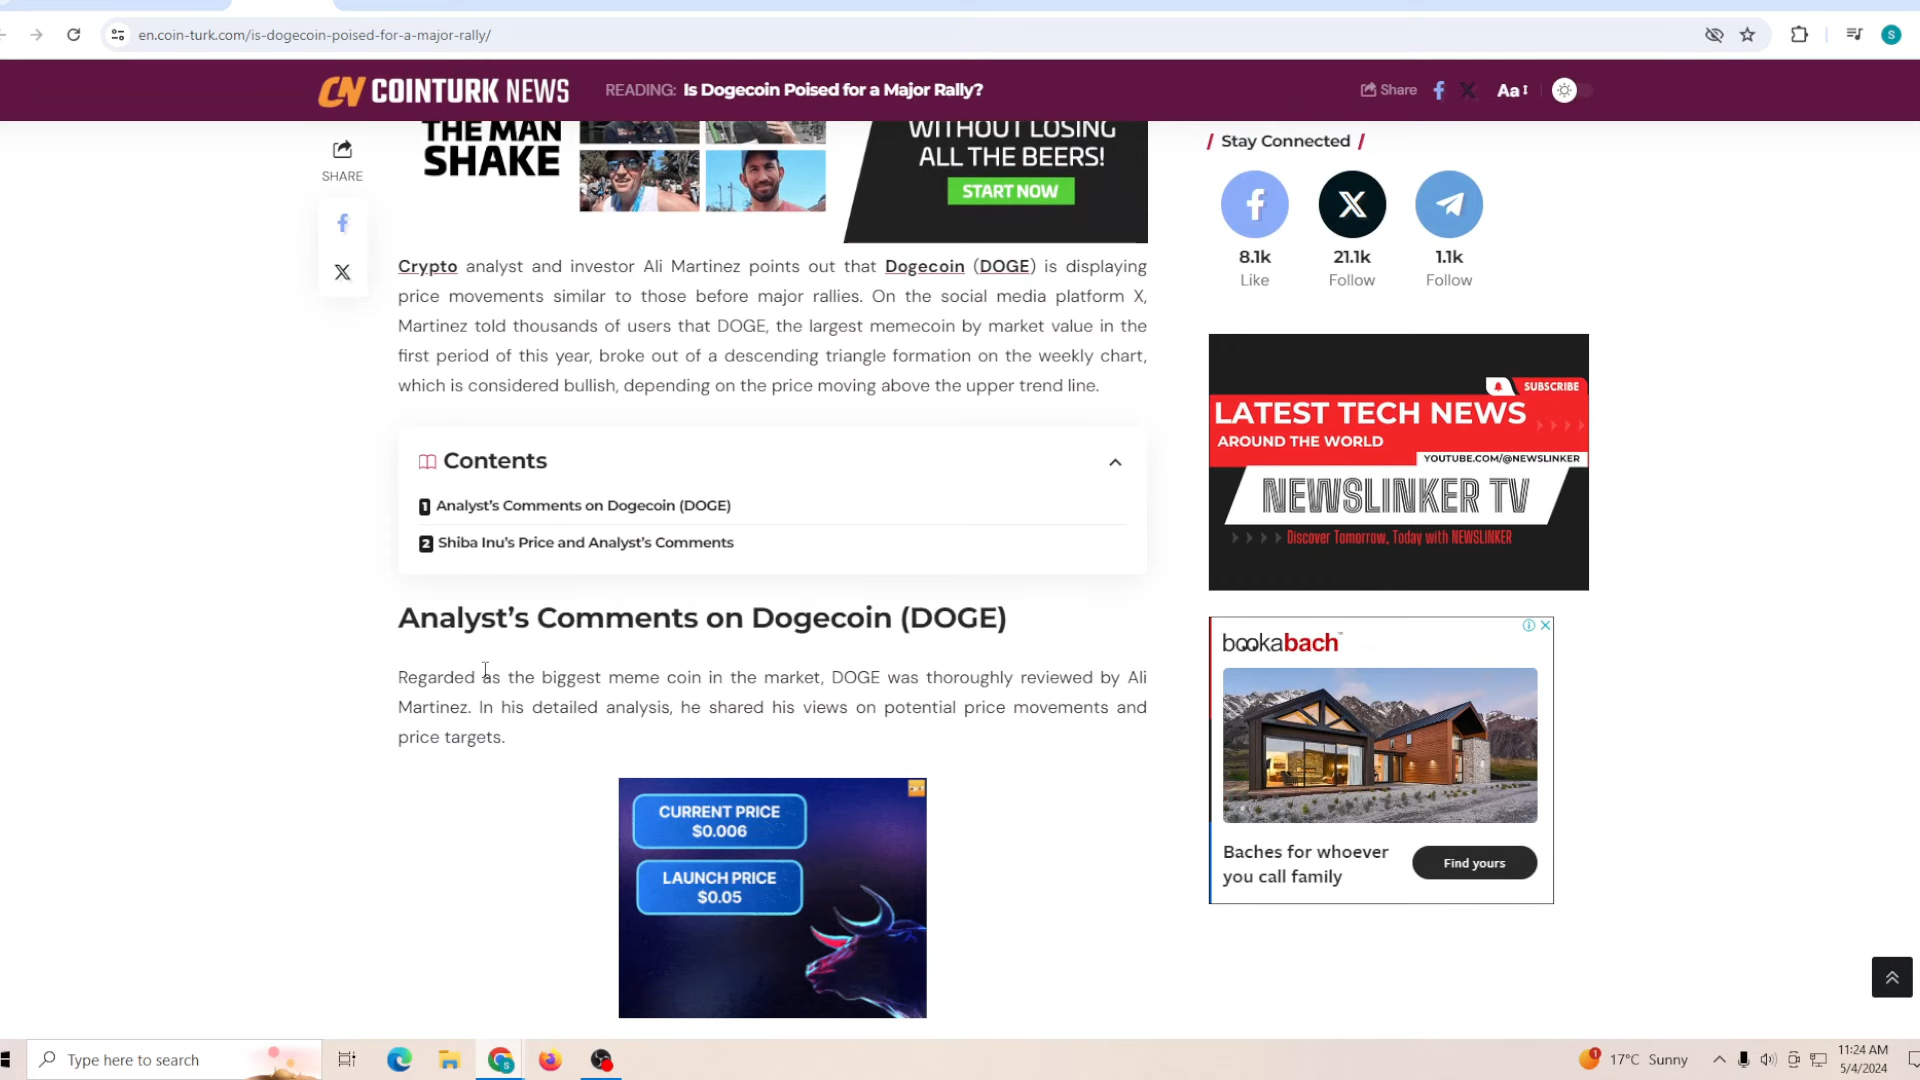 en.coin-turk.com/is-dogecoin-poised-for-a-major-rally/
S
CN COINTURK NEWS
READING: Is Dogecoin Poised for a Major Rally?
Share
Aa
THE MAN
SHAKE
WITHOUT LOSING
ALL THE BEERS!
START NOW
SHARE
Crypto analyst and investor Ali Martinez points out that Dogecoin (DOGE) is displaying
price movements similar to those before major rallies. On the social media platform X,
Martinez told thousands of users that DOGE, the largest memecoin by market value in the
first period of this year, broke out of a descending triangle formation on the weekly chart,
which is considered bullish, depending on the price moving above the upper trend line.
Contents
1 Analyst's Comments on Dogecoin (DOGE)
2 Shiba Inu's Price and Analyst's Comments
Analyst's Comments on Dogecoin (DOGE)
Regarded as the biggest meme coin in the market, DOGE was thoroughly reviewed by Ali
Martinez. In his detailed analysis, he shared his views on potential price movements and
price targets.
CURRENT PRICE
$0.006
LAUNCH PRICE
$0.05
/ Stay Connected /
8.1k
Like
21.1k
Follow
1.1k
Follow
SUBSCRIBE
LATEST TECH NEWS
AROUND THE WORLD
YOUTUBE.COM/@NEWSLINKER
NEWSLINKER TV
Discover Tomorrow, Today with NEWSLINKER
bookabach
Baches for whoever
you call family
Find yours
Type here to search
1
17°C Sunny
11:24 AM
5/4/2024